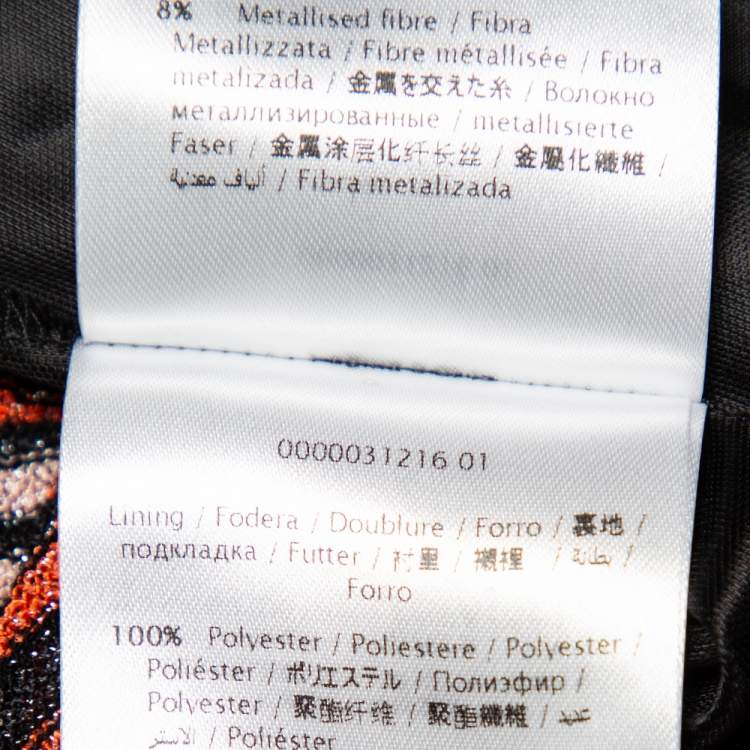 8% Metallised fibre / Fibra
Metallizzata / Fibre métallisée / Fibra
metalizada / 金属を交えた糸 / Волокно
металлизированные / metallisierte
Faser / 金属涂层化纤长丝 / 金屬化纖維 /
ألياف معدنية / Fibra metalizada
0000031216 01
Lining / Fodera / Doublure / Forro / 裏地 /
подкладка / Futter / 衬里 / 襯裡 / بطانة /
Forro
100% Polyester / Poliestere / Polyester /
Poliéster / ポリエステル / Полиэфир /
Polyester / 聚酯纤维 / 聚酯纖維 /
/ Poliéster